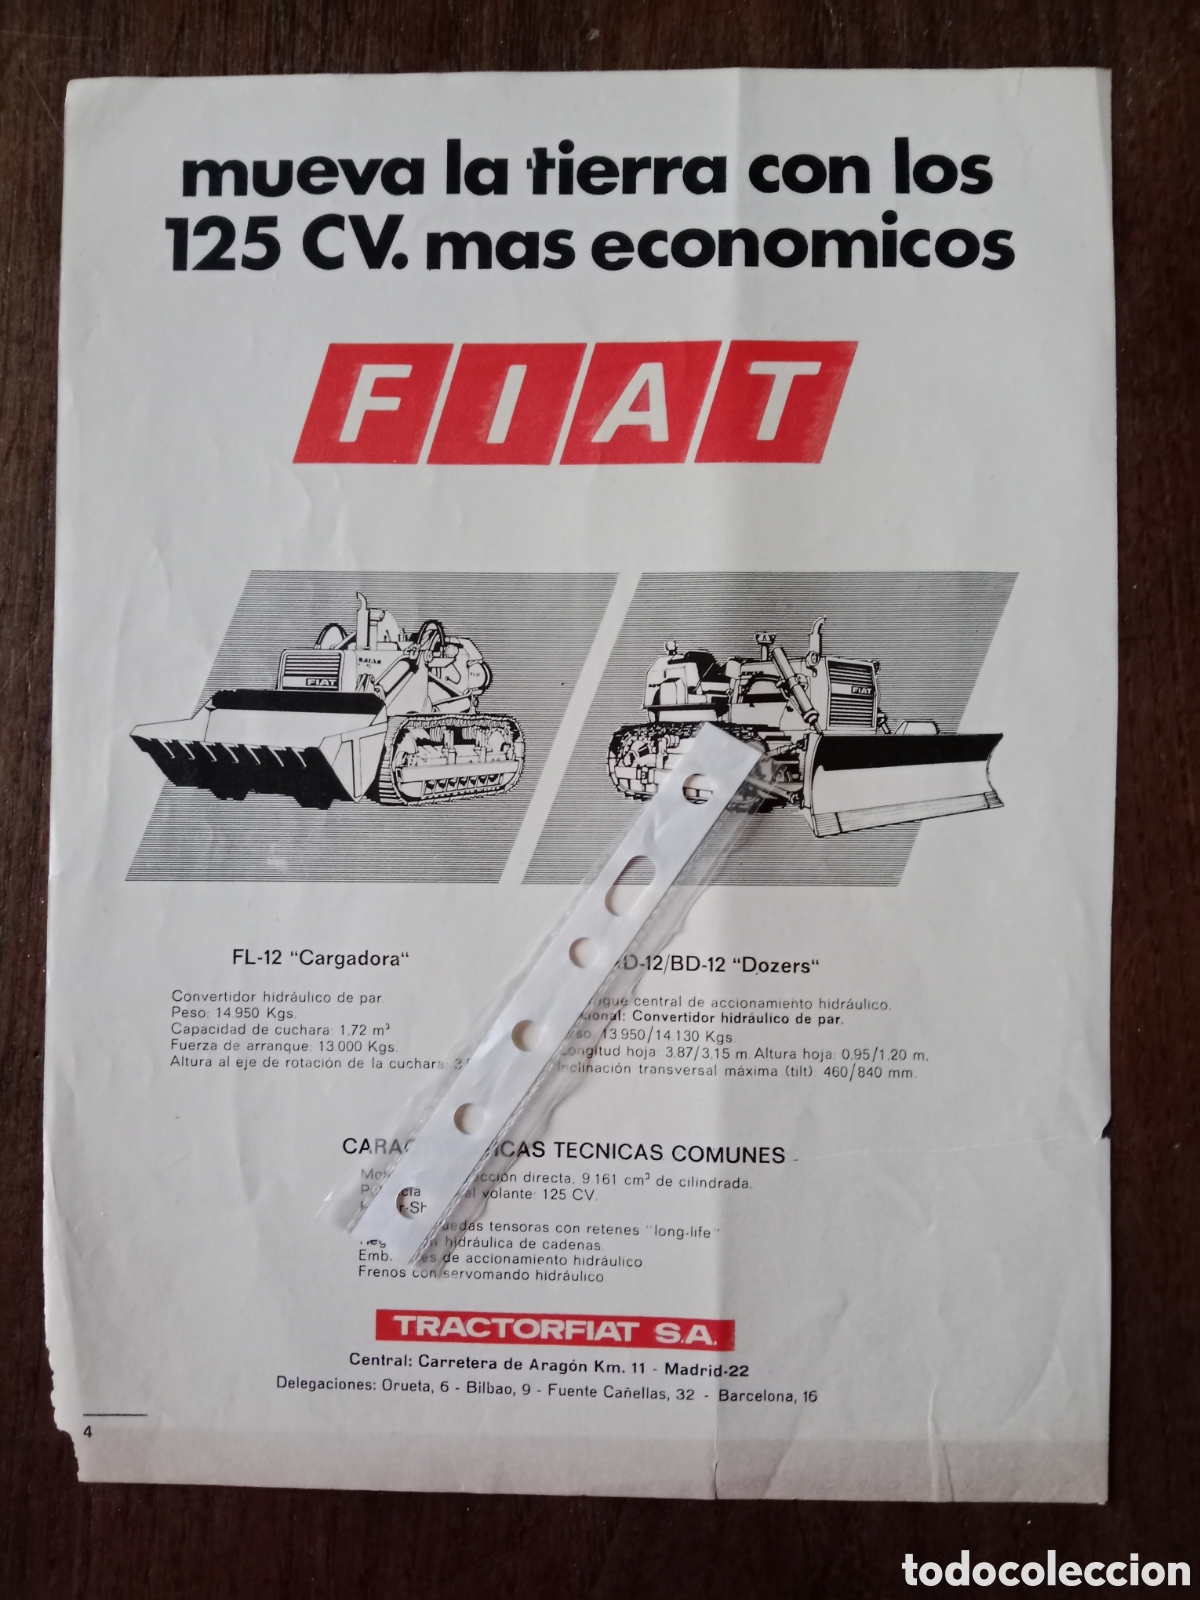 mueva la tierra con los
125 CV. mas economicos
FIAT
FIAT
FIAT
FIAT
FL-12 "Cargadora"
Convertidor hidráulico de par.
Peso: 14.950 Kgs.
Capacidad de cuchara: 1,72 m³
Fuerza de arranque: 13.000 Kgs.
Altura al eje de rotación de la cuchara:
D-12/BD-12 "Dozers"
central de accionamiento hidráulico.
Convertidor hidráulico de par.
13.950/14.130 Kgs.
Longitud hoja: 3.87/3.15 m. Altura hoja: 0.95/1.20 m.
Inclinación transversal máxima (tilt): 460/840 mm.
TECNICAS COMUNES
directa, 9.161 cm³ de cilindrada.
al volante: 125 CV.
tensoras con retenes "long-life"
hidráulica de cadenas.
de accionamiento hidráulico
Frenos con servomando hidráulico.
TRACTORFIAT S.A.
Central: Carretera de Aragón Km. 11 - Madrid-22
Delegaciones: Orueta, 6 - Bilbao, 9 - Fuente Cañellas, 32 - Barcelona, 16
4
todocoleccion